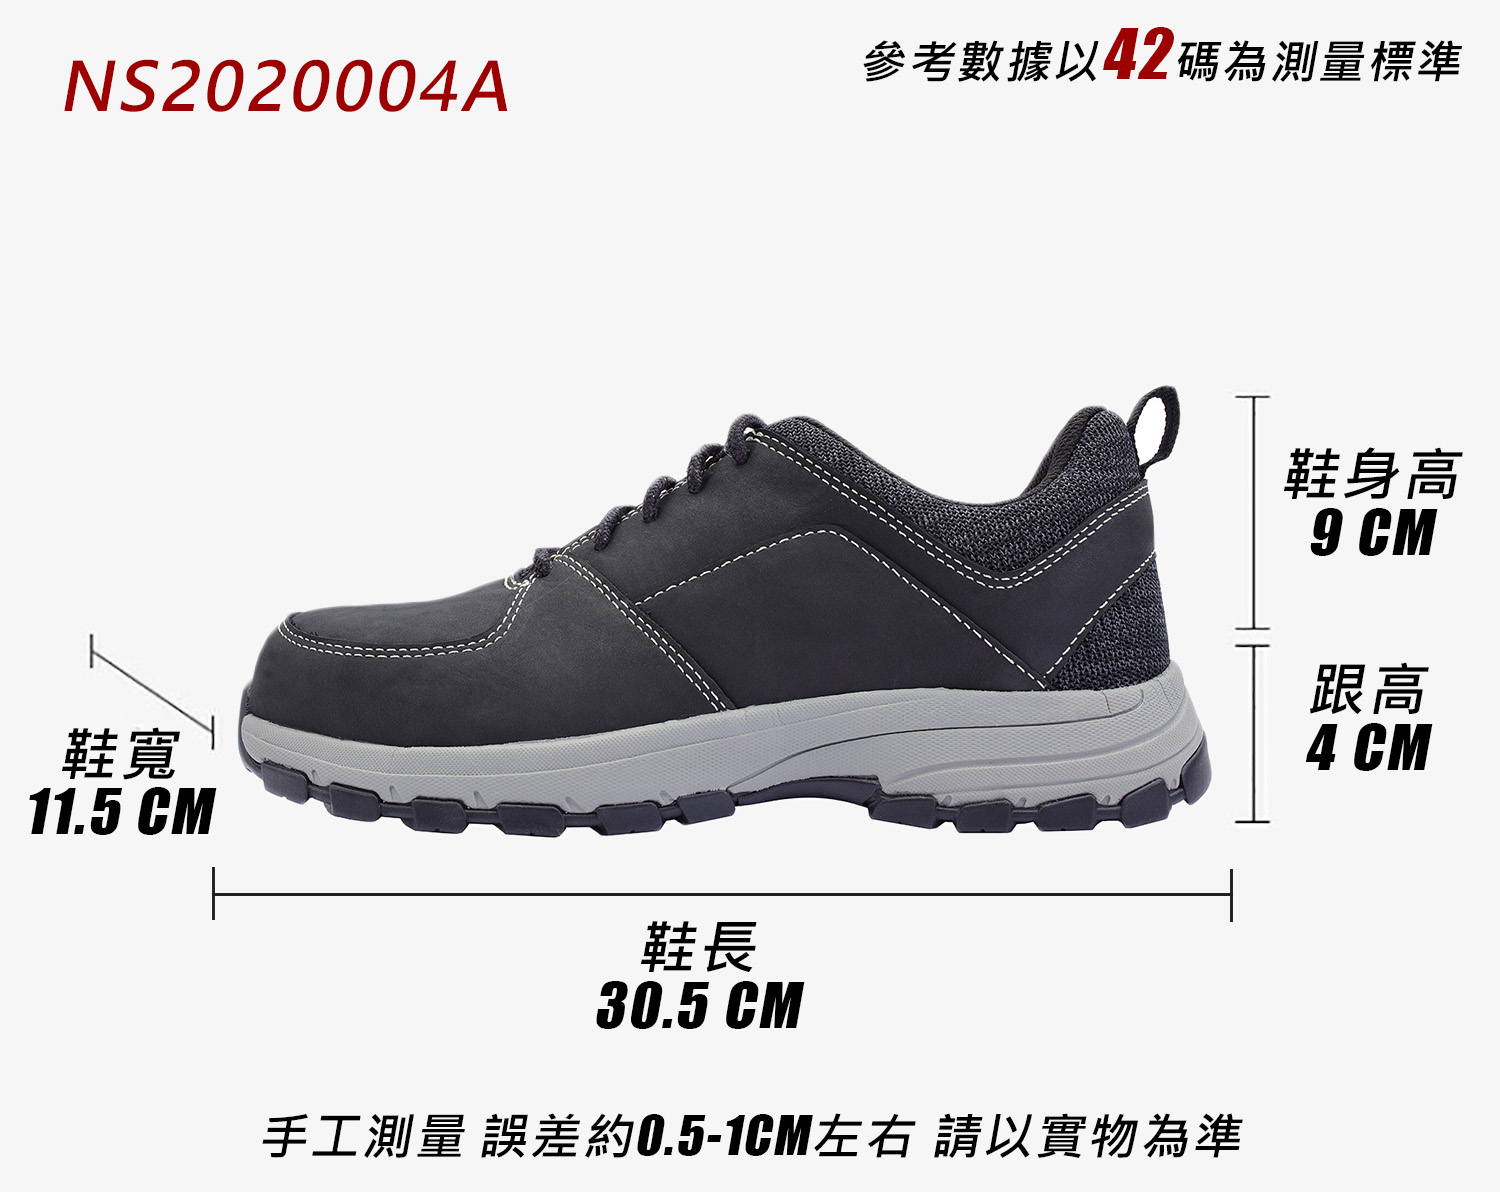 NS2020004A
參考數據以42碼為測量標準
鞋身高
9 CM
跟高
4 CM
鞋寬
11.5 CM
鞋長
30.5 CM
手工測量 誤差約0.5-1CM左右 請以實物為準